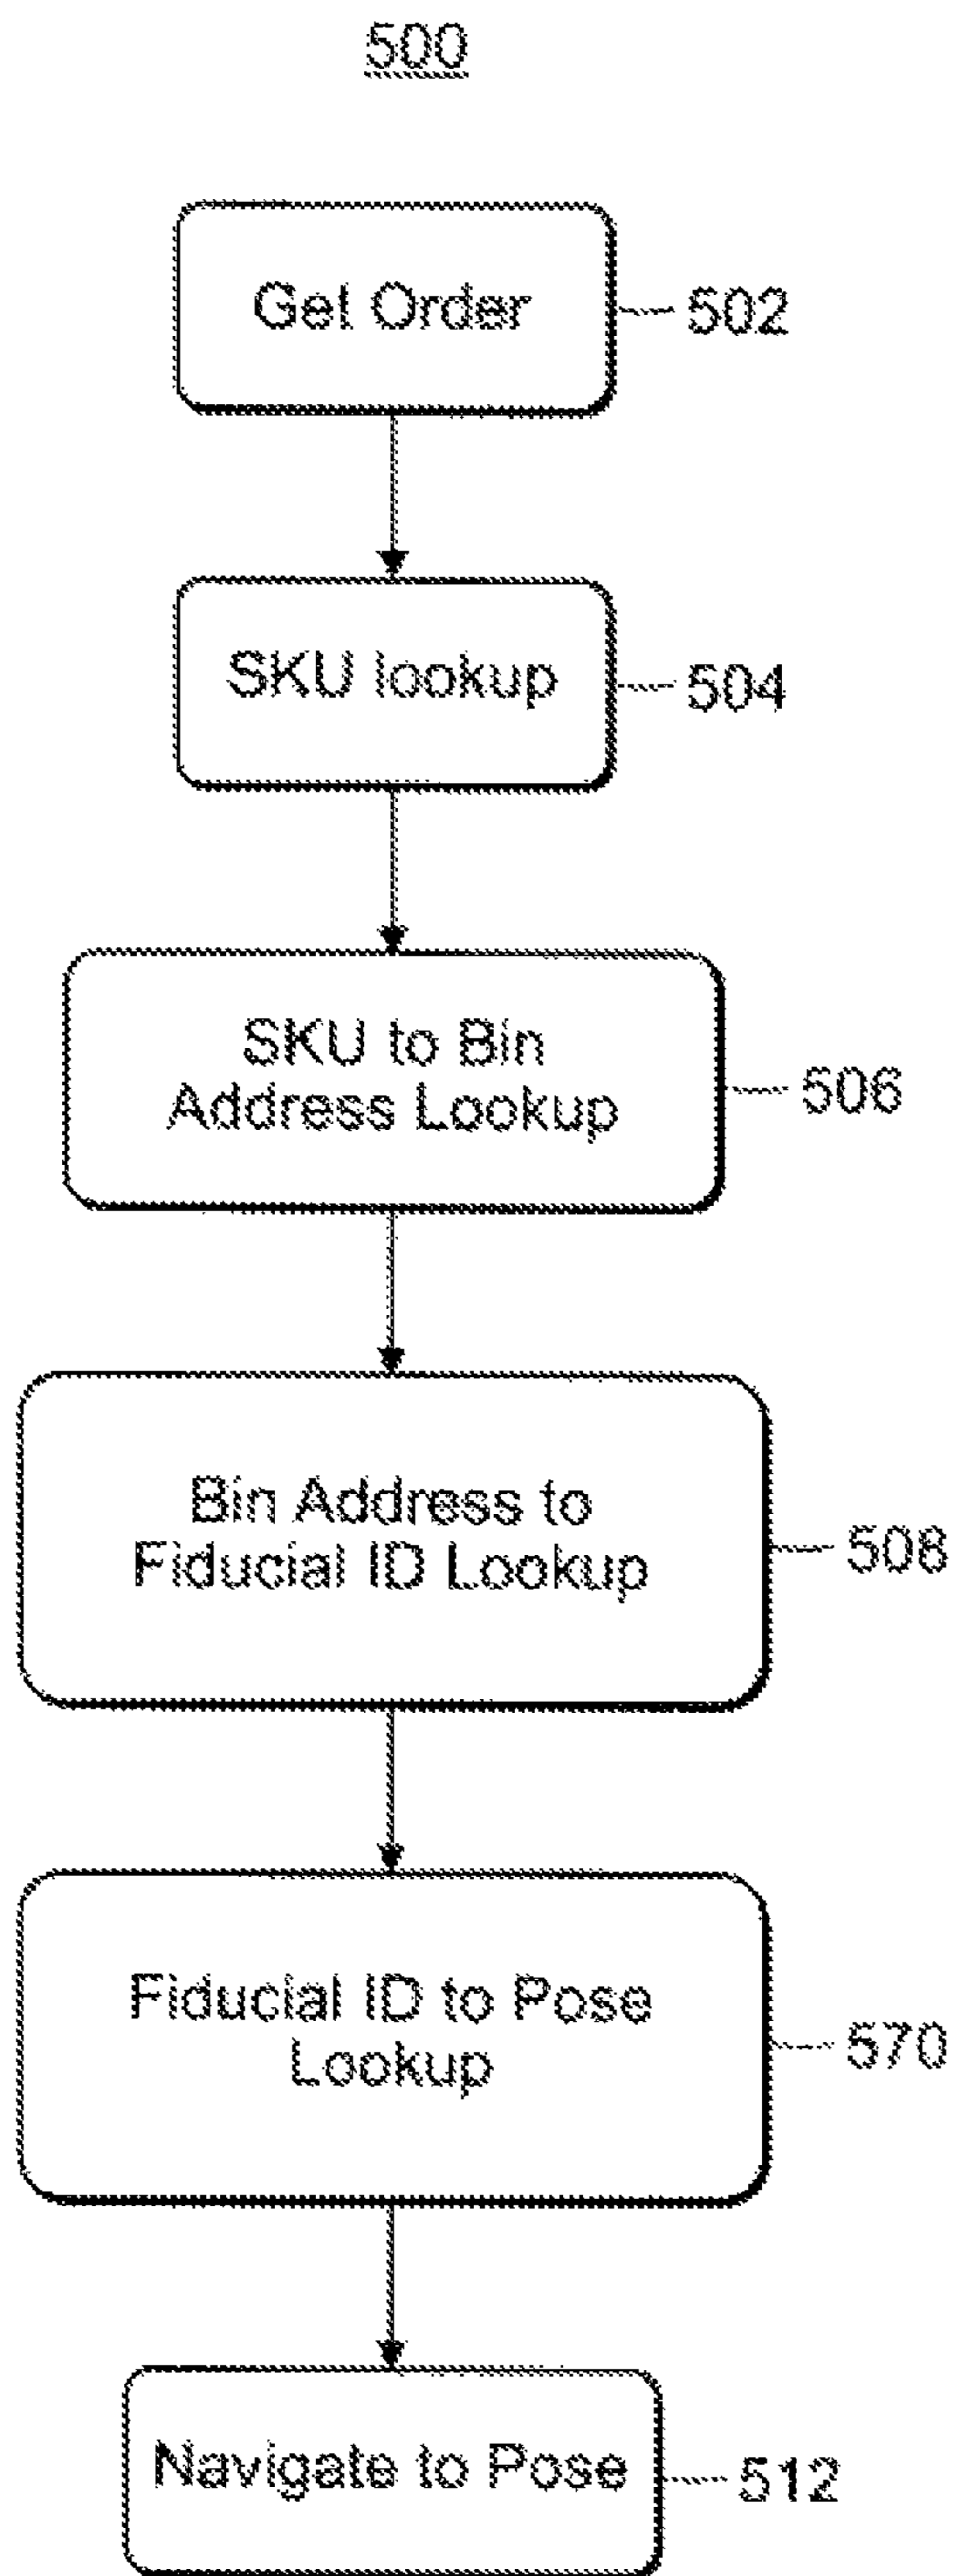 500
Get Order
502
SKU lookup
504
SKU to Bin
Address Lookup
506
Bin Address to
Fiducial ID Lookup
508
Fiducial ID to Pose
Lookup
570
Navigate to Pose
512